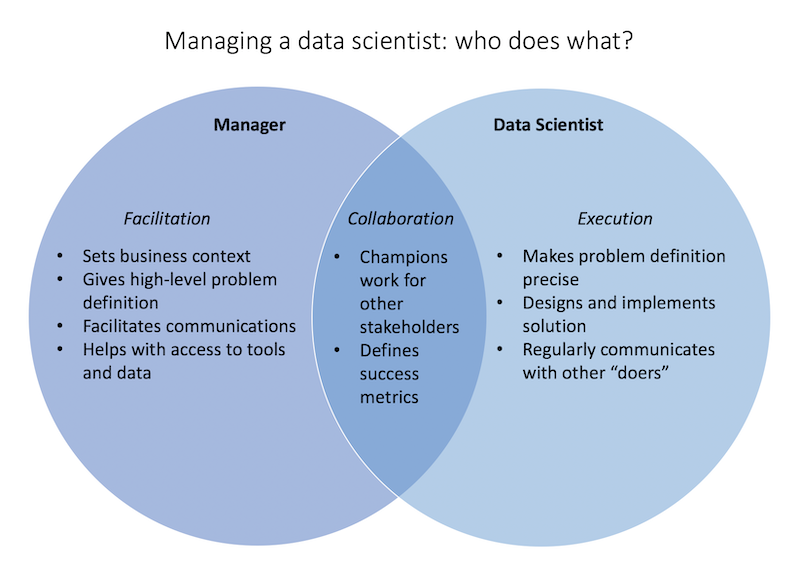 Managing a data scientist: who does what?
Manager
Facilitation
• Sets business context
• Gives high-level problem
definition
• Facilitates communications
• Helps with access to tools
and data
Collaboration
• Champions
work for
other
stakeholders
• Defines
success
metrics
Data Scientist
Execution
• Makes problem definition
precise
• Designs and implements
solution
• Regularly communicates
with other “doers”